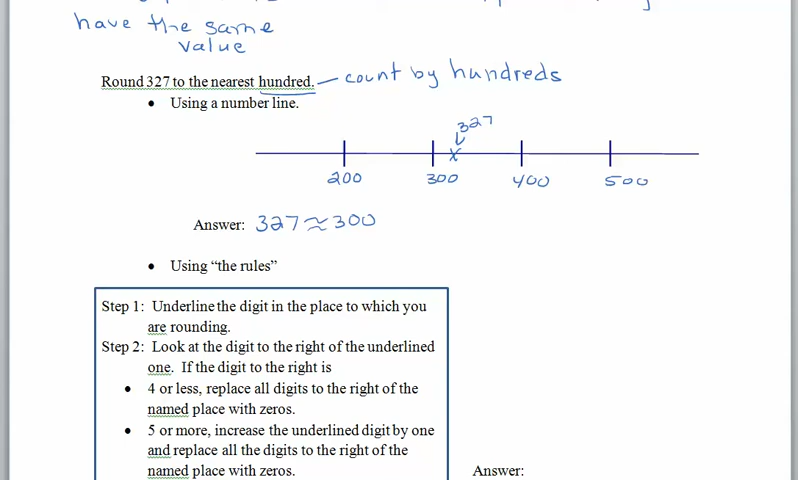 have the same
value
Round 327 to the nearest hundred. — count by hundreds
• Using a number line.
327
x
200 300 400 500
Answer: 327 ≈ 300
• Using “the rules”
Step 1: Underline the digit in the place to which you
are rounding.
Step 2: Look at the digit to the right of the underlined
one. If the digit to the right is
• 4 or less, replace all digits to the right of the
named place with zeros.
• 5 or more, increase the underlined digit by one
and replace all the digits to the right of the
named place with zeros.
Answer: